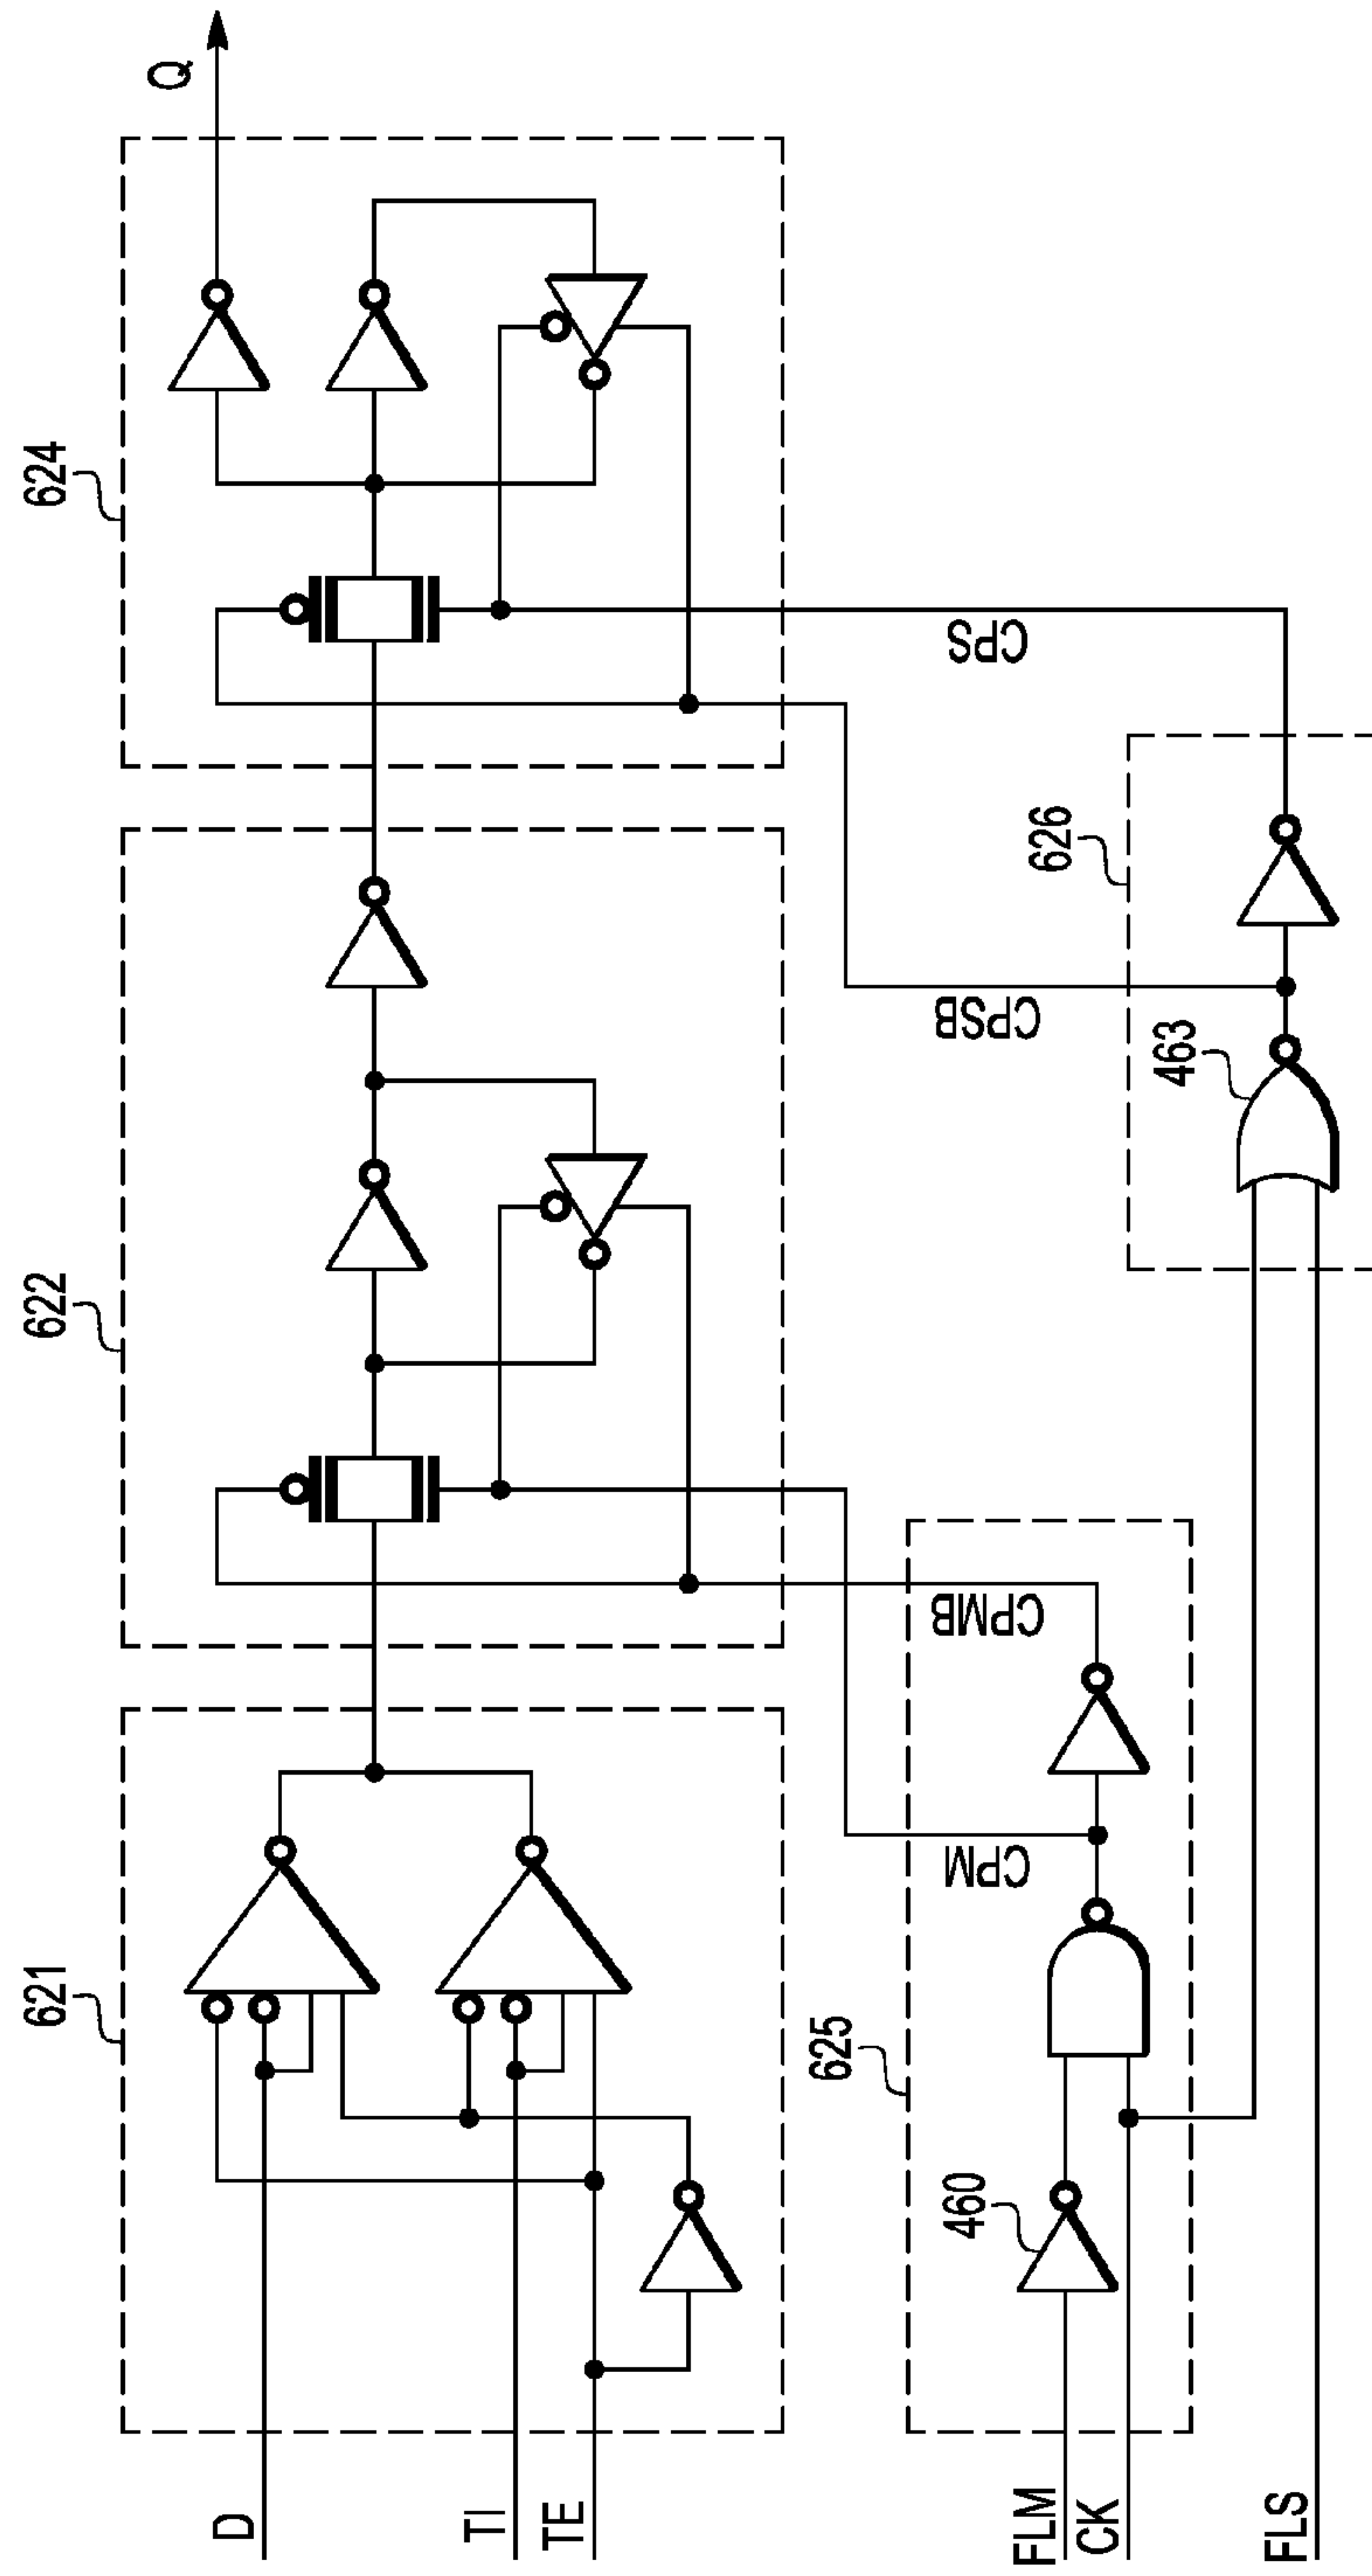 621
622
624
D
TI
TE
Q
625
460
FLM
CK
CPM
CPMB
626
463
CPSB
CPS
FLS